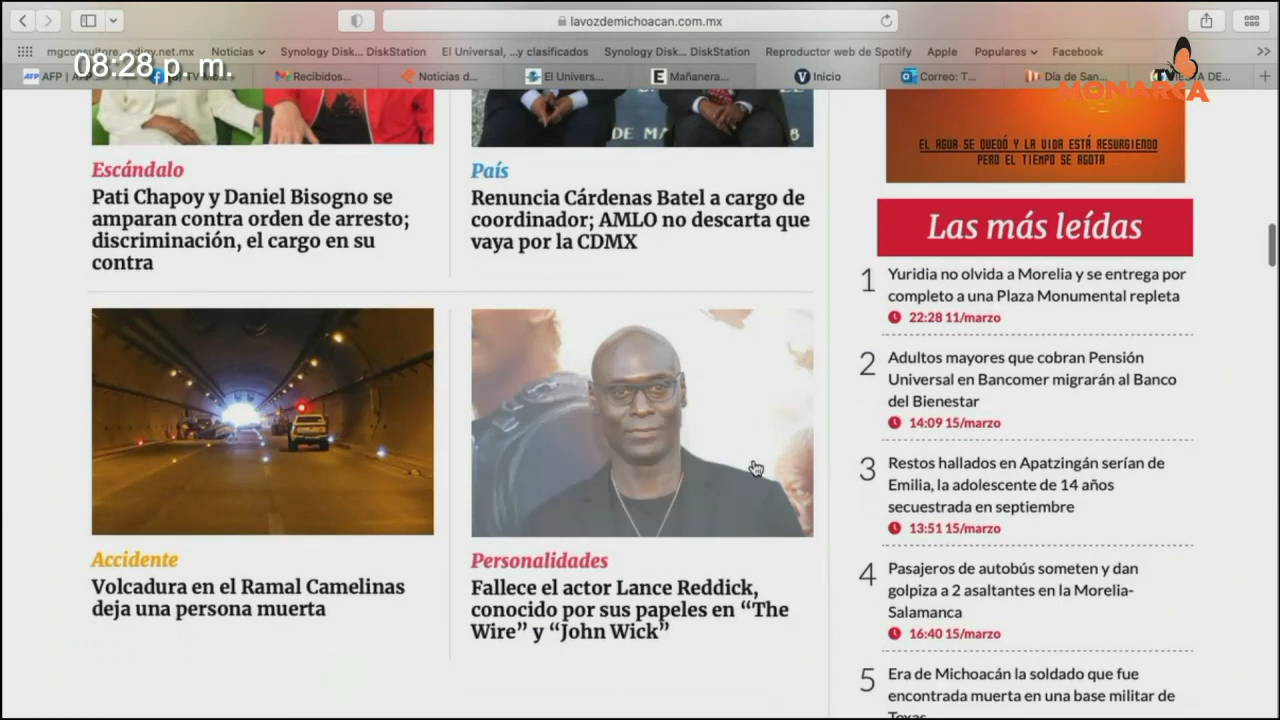 lavozdemichoacan.com.mx
Noticias
Synology Disk... DiskStation
El Universal, ...y clasificados
Synology Disk... DiskStation
Reproductor web de Spotify
Apple
Populares
Facebook
08:28 p. m.
AFP
Recibidos...
Noticias d...
El Univers...
Mañanera...
Inicio
Correo: T...
Día de San...
TV
MONARCA
DE MA
8
EL AGUA SE QUEDÓ Y LA VIDA ESTÁ RESURGIENDO
PERO EL TIEMPO SE AGOTA
Escándalo
Pati Chapoy y Daniel Bisogno se
amparan contra orden de arresto;
discriminación, el cargo en su
contra
País
Renuncia Cárdenas Batel a cargo de
coordinador; AMLO no descarta que
vaya por la CDMX
Accidente
Volcadura en el Ramal Camelinas
deja una persona muerta
Personalidades
Fallece el actor Lance Reddick,
conocido por sus papeles en “The
Wire” y “John Wick”
Las más leídas
1
Yuridia no olvida a Morelia y se entrega por
completo a una Plaza Monumental repleta
22:28 11/marzo
2
Adultos mayores que cobran Pensión
Universal en Bancomer migrarán al Banco
del Bienestar
14:09 15/marzo
3
Restos hallados en Apatzingán serían de
Emilia, la adolescente de 14 años
secuestrada en septiembre
13:51 15/marzo
4
Pasajeros de autobús someten y dan
golpiza a 2 asaltantes en la Morelia-
Salamanca
16:40 15/marzo
5
Era de Michoacán la soldado que fue
encontrada muerta en una base militar de
Texas